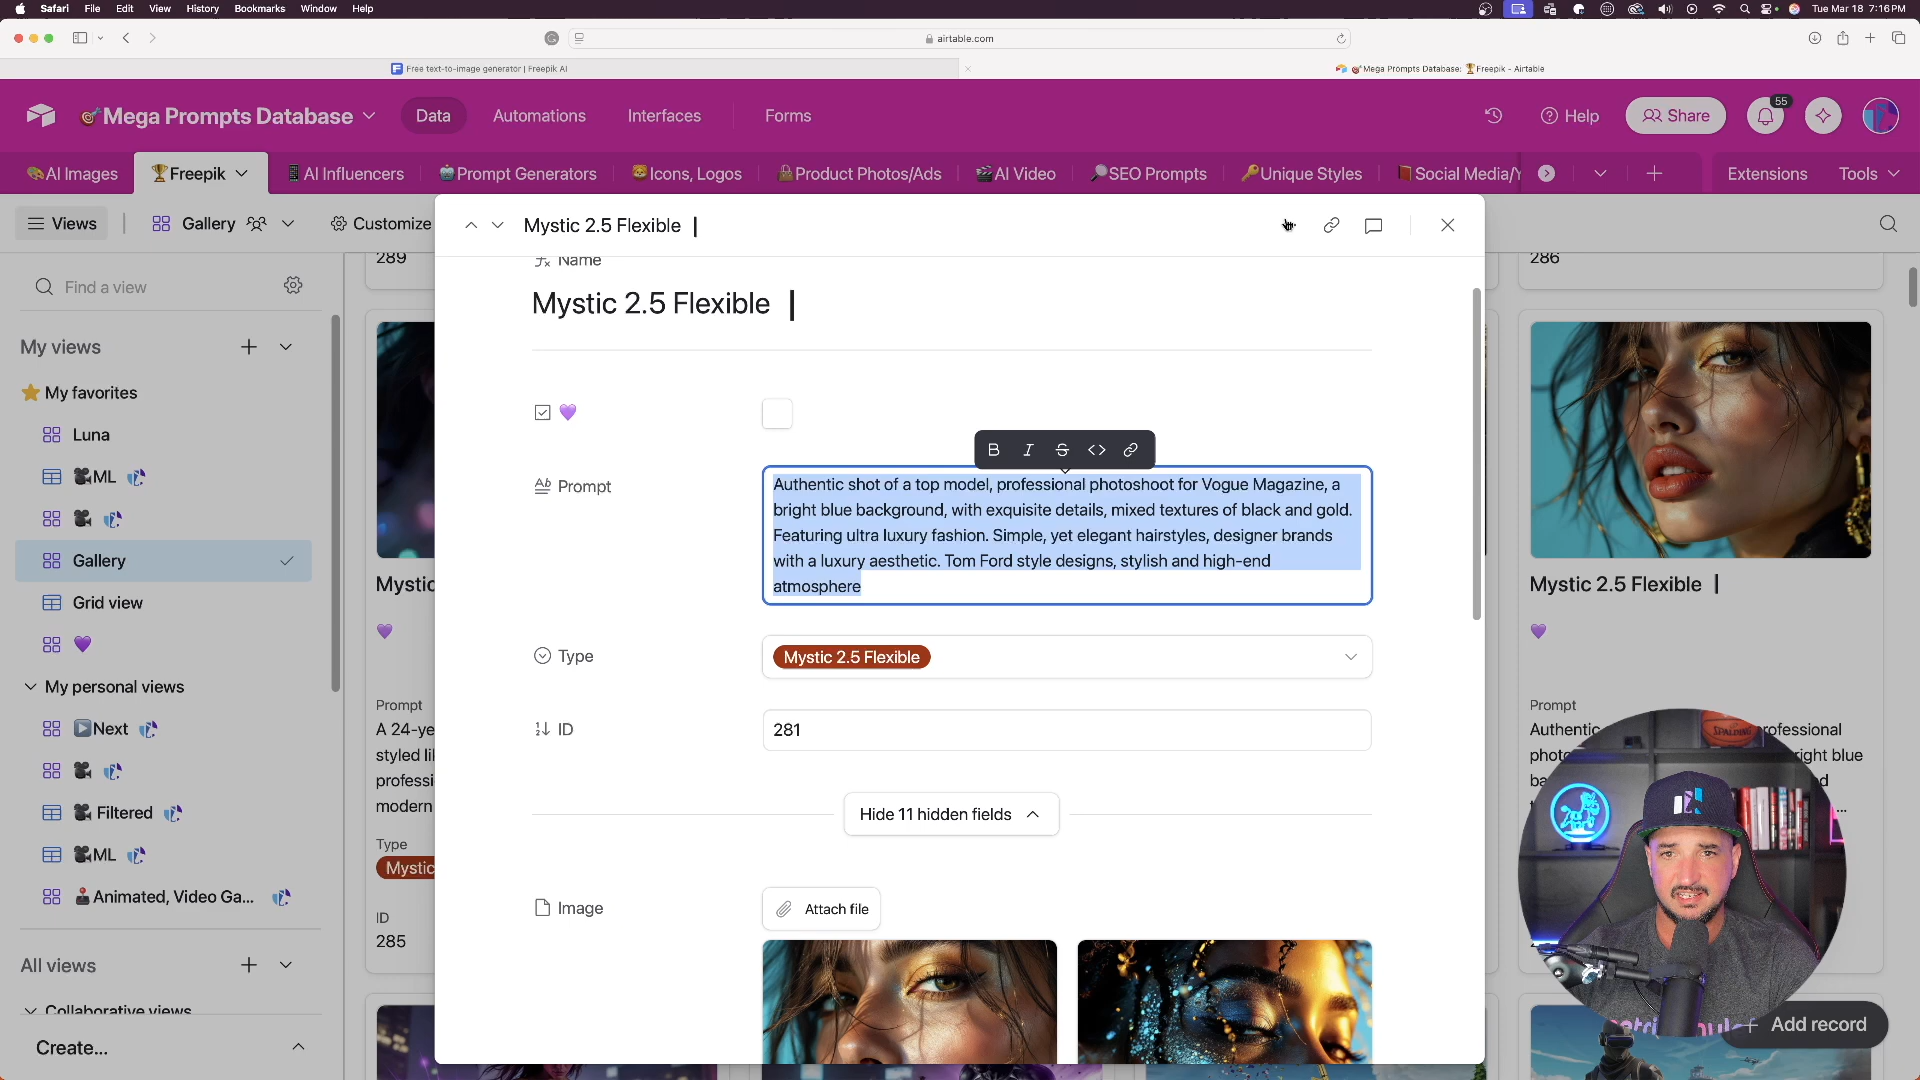 Safari File Edit View History Bookmarks Window Help
Tue Mar 18 7:16 PM
airtable.com
Free text-to-image generator | Freepik AI
🎯Mega Prompts Database: 🏆Freepik - Airtable
🎯Mega Prompts Database
Data Automations Interfaces Forms
Help Share 55
🎨AI Images 🏆Freepik 📱AI Influencers 🤖Prompt Generators 🐯Icons, Logos Product Photos/Ads 🎬AI Video 🔎SEO Prompts 🔑Unique Styles Social Media/Y Extensions Tools
Views Gallery Customize
Mystic 2.5 Flexible |
289
286
Find a view
Name
Mystic 2.5 Flexible |
My views
⭐ My favorites
Luna
🎥ML
🎥
Gallery
Grid view
💜
My personal views
▶️Next
🎥
🎥 Filtered
🎥ML
🕹️Animated, Video Ga...
All views
Collaborative views
Create...
Mystic
💜
Prompt
A 24-ye
styled li
professi
modern
Type
Mystic
ID
285
💜
Prompt
Authentic shot of a top model, professional photoshoot for Vogue Magazine, a
bright blue background, with exquisite details, mixed textures of black and gold.
Featuring ultra luxury fashion. Simple, yet elegant hairstyles, designer brands
with a luxury aesthetic. Tom Ford style designs, stylish and high-end
atmosphere
Type
Mystic 2.5 Flexible
ID
281
Hide 11 hidden fields
Image
Attach file
Mystic 2.5 Flexible |
💜
Prompt
Authentic rofessional
right blue
SPALDING
Add record